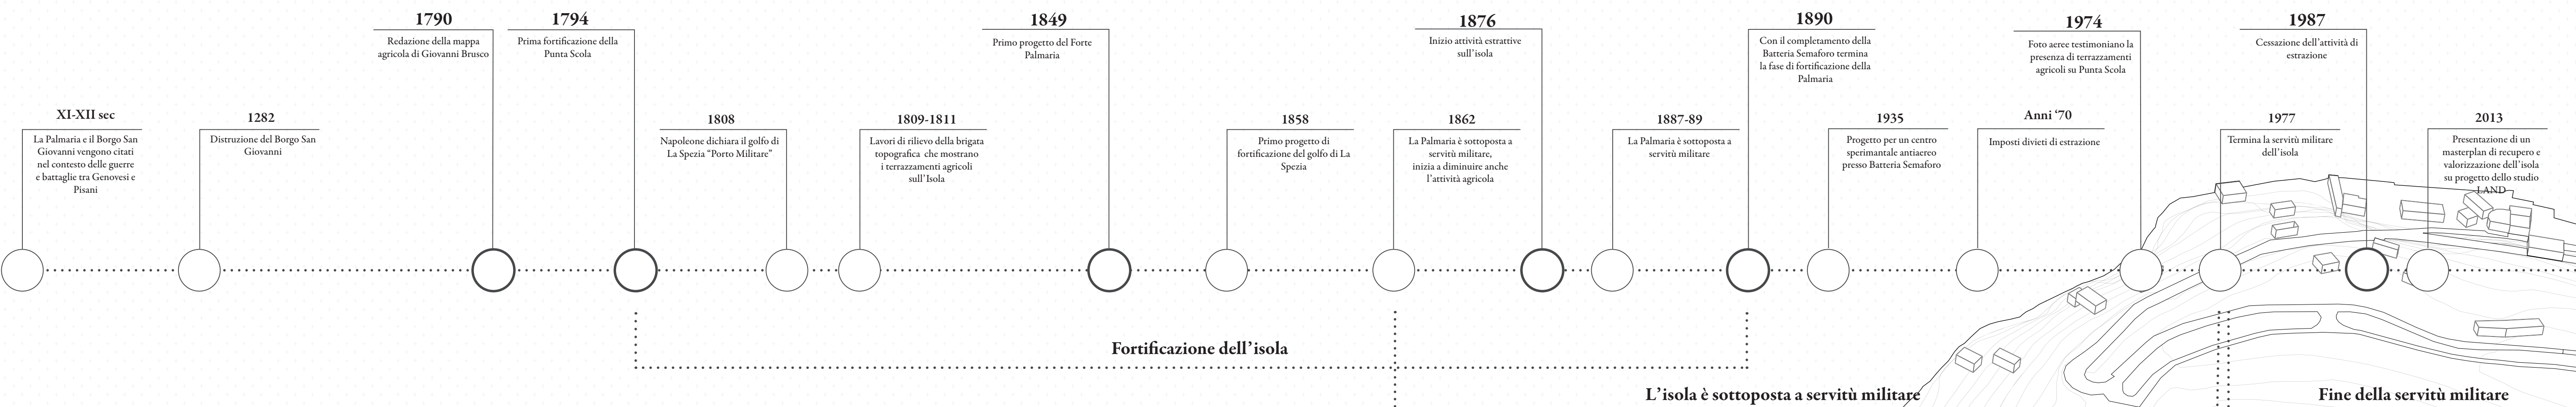 XI-XII sec
La Palmaria e il Borgo San
Giovanni vengono citati
nel contesto delle guerre
e battaglie tra Genovesi e
Pisani
1282
Distruzione del Borgo San
Giovanni
1790
Redazione della mappa
agricola di Giovanni Brusco
1794
Prima fortificazione della
Punta Scola
1808
Napoleone dichiara il golfo di
La Spezia “Porto Militare”
1809-1811
Lavori di rilievo della brigata
topografica che mostrano
i terrazzamenti agricoli
sull’Isola
1849
Primo progetto del Forte
Palmaria
1858
Primo progetto di
fortificazione del golfo di La
Spezia
1862
La Palmaria è sottoposta a
servitù militare,
inizia a diminuire anche
l’attività agricola
1876
Inizio attività estrattive
sull’isola
1887-89
La Palmaria è sottoposta a
servitù militare
1890
Con il completamento della
Batteria Semaforo termina
la fase di fortificazione della
Palmaria
1935
Progetto per un centro
sperimantale antiaereo
presso Batteria Semaforo
Anni ‘70
Imposti divieti di estrazione
1974
Foto aeree testimoniano la
presenza di terrazzamenti
agricoli su Punta Scola
1977
Termina la servitù militare
dell’isola
1987
Cessazione dell’attività di
estrazione
2013
Presentazione di un
masterplan di recupero e
valorizzazione dell’isola
su progetto dello studio
LAND
Fortificazione dell’isola
L’isola è sottoposta a servitù militare
Fine della servitù militare